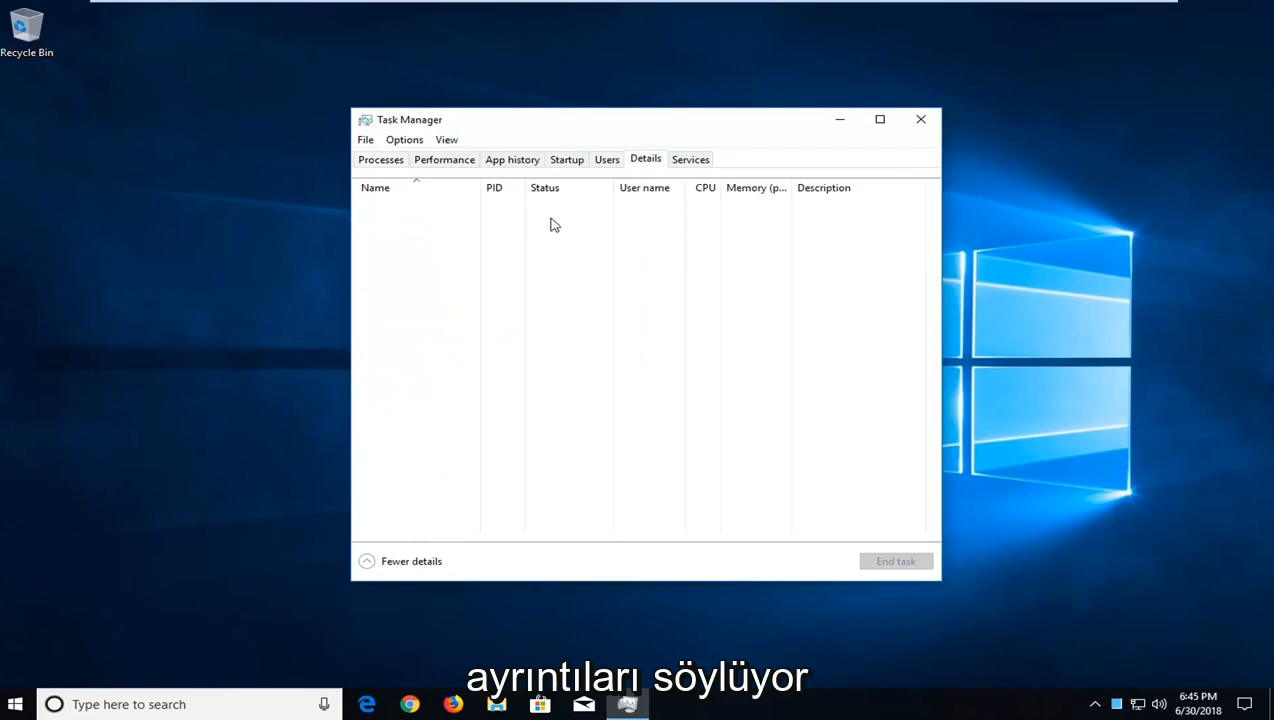 Recycle Bin
Task Manager
File Options View
Processes Performance App history Startup Users Details Services
Name PID Status User name CPU Memory (p... Description
Fewer details End task
ayrıntıları söylüyor
Type here to search
6:45 PM
6/30/2018